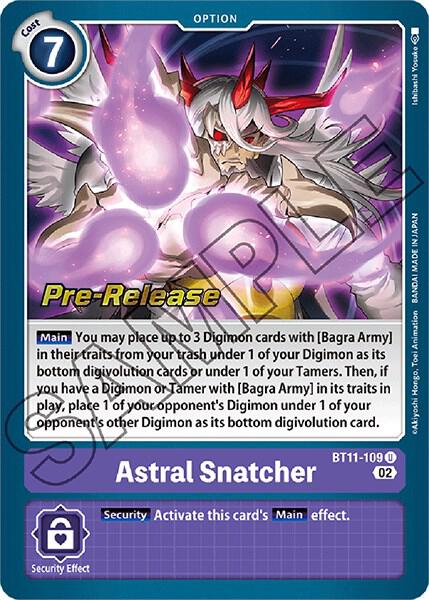 OPTION
Cost
7
Ishibashi Yosuke
SAMPLE
Pre-Release
Main You may place up to 3 Digimon cards with [Bagra Army]
in their traits from your trash under 1 of your Digimon as its
bottom digivolution cards or under 1 of your Tamers. Then, if
you have a Digimon or Tamer with [Bagra Army] in its traits in
play, place 1 of your opponent's Digimon under 1 of your
opponent's other Digimon as its bottom digivolution card.
©Akiyoshi Hongo, Toei Animation BANDAI MADE IN JAPAN
Astral Snatcher
BT11-109 U
02
Security Activate this card's Main effect.
Security Effect